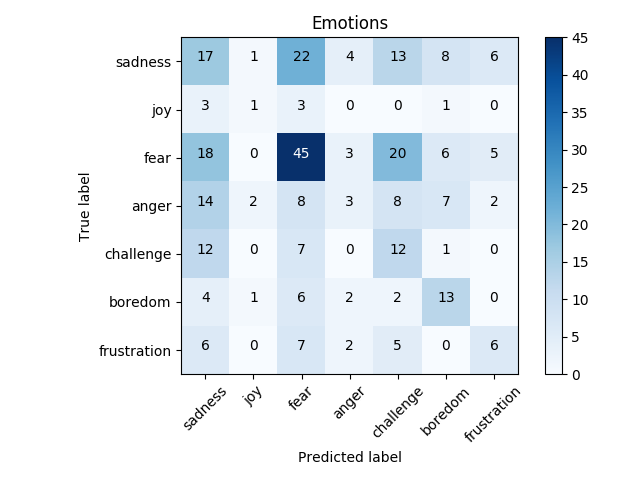 Emotions
True label
sadness 17 1 22 4 13 8 6
joy 3 1 3 0 0 1 0
fear 18 0 45 3 20 6 5
anger 14 2 8 3 8 7 2
challenge 12 0 7 0 12 1 0
boredom 4 1 6 2 2 13 0
frustration 6 0 7 2 5 0 6
sadness joy fear anger challenge boredom frustration
Predicted label
45
40
35
30
25
20
15
10
5
0